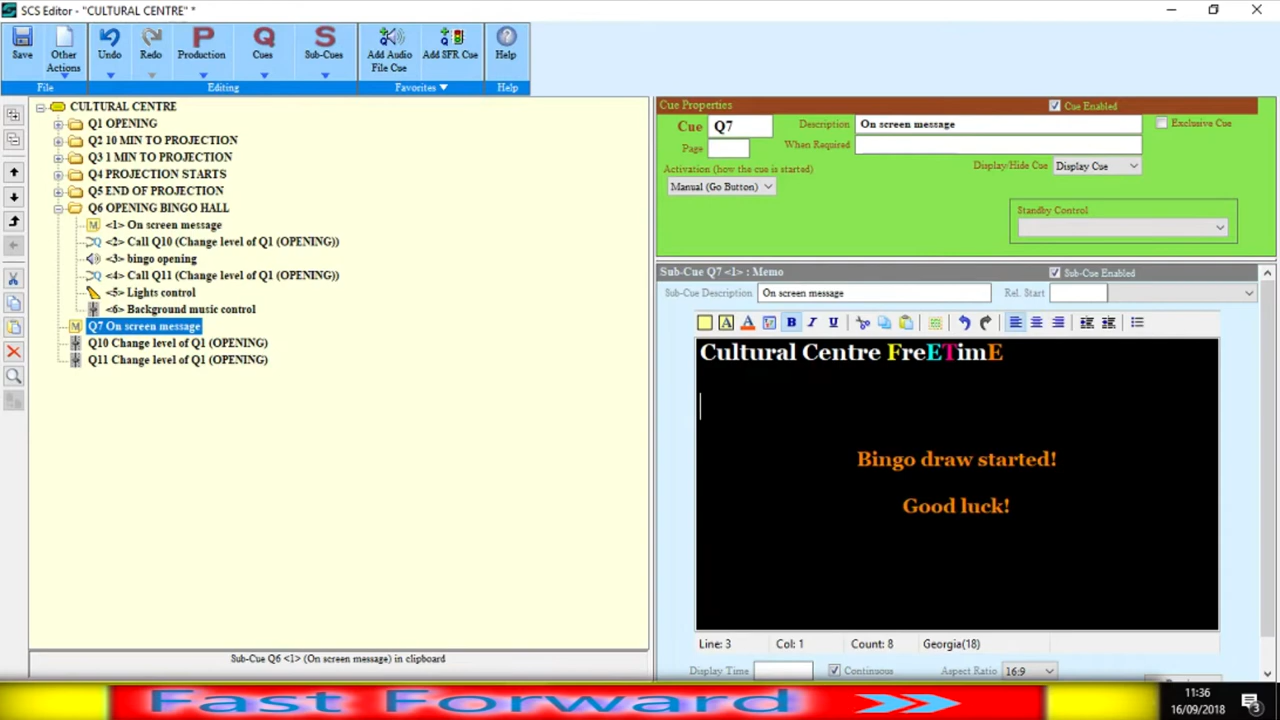 SCS Editor - "CULTURAL CENTRE" *
Save
Other Actions
Undo
Redo
Production
Cues
Sub-Cues
Add Audio File Cue
Add SFR Cue
Help
File
Editing
Favorites
Help
CULTURAL CENTRE
Q1 OPENING
Q2 10 MIN TO PROJECTION
Q3 1 MIN TO PROJECTION
Q4 PROJECTION STARTS
Q5 END OF PROJECTION
Q6 OPENING BINGO HALL
<1> On screen message
<2> Call Q10 (Change level of Q1 (OPENING))
<3> bingo opening
<4> Call Q11 (Change level of Q1 (OPENING))
<5> Lights control
<6> Background music control
Q7 On screen message
Q10 Change level of Q1 (OPENING)
Q11 Change level of Q1 (OPENING)
Sub-Cue Q6 <1> (On screen message) in clipboard
Cue Properties
Cue Enabled
Cue Q7
Description On screen message
Exclusive Cue
Page
When Required
Activation (how the cue is started)
Display/Hide Cue Display Cue
Manual (Go Button)
Standby Control
Sub-Cue Q7 <1> : Memo
Sub-Cue Enabled
Sub-Cue Description On screen message
Rel. Start
A A B I U
Cultural Centre FreETimE
Bingo draw started!
Good luck!
Line: 3 Col: 1 Count: 8 Georgia(18)
Display Time Continuous Aspect Ratio 16:9
Fast Forward
11:36
16/09/2018
3